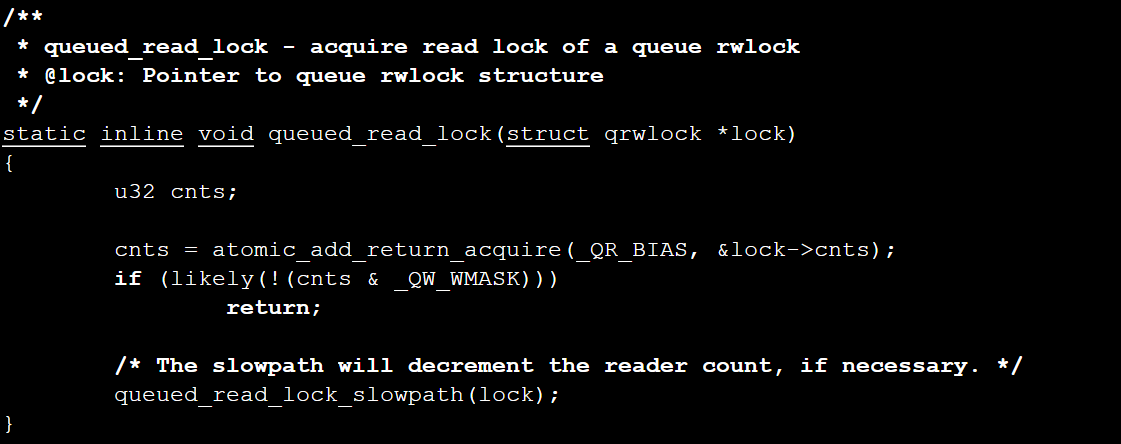 /**
 * queued_read_lock - acquire read lock of a queue rwlock
 * @lock: Pointer to queue rwlock structure
 */
static inline void queued_read_lock(struct qrwlock *lock)
{
        u32 cnts;

        cnts = atomic_add_return_acquire(_QR_BIAS, &lock->cnts);
        if (likely(!(cnts & _QW_WMASK)))
                return;

        /* The slowpath will decrement the reader count, if necessary. */
        queued_read_lock_slowpath(lock);
}